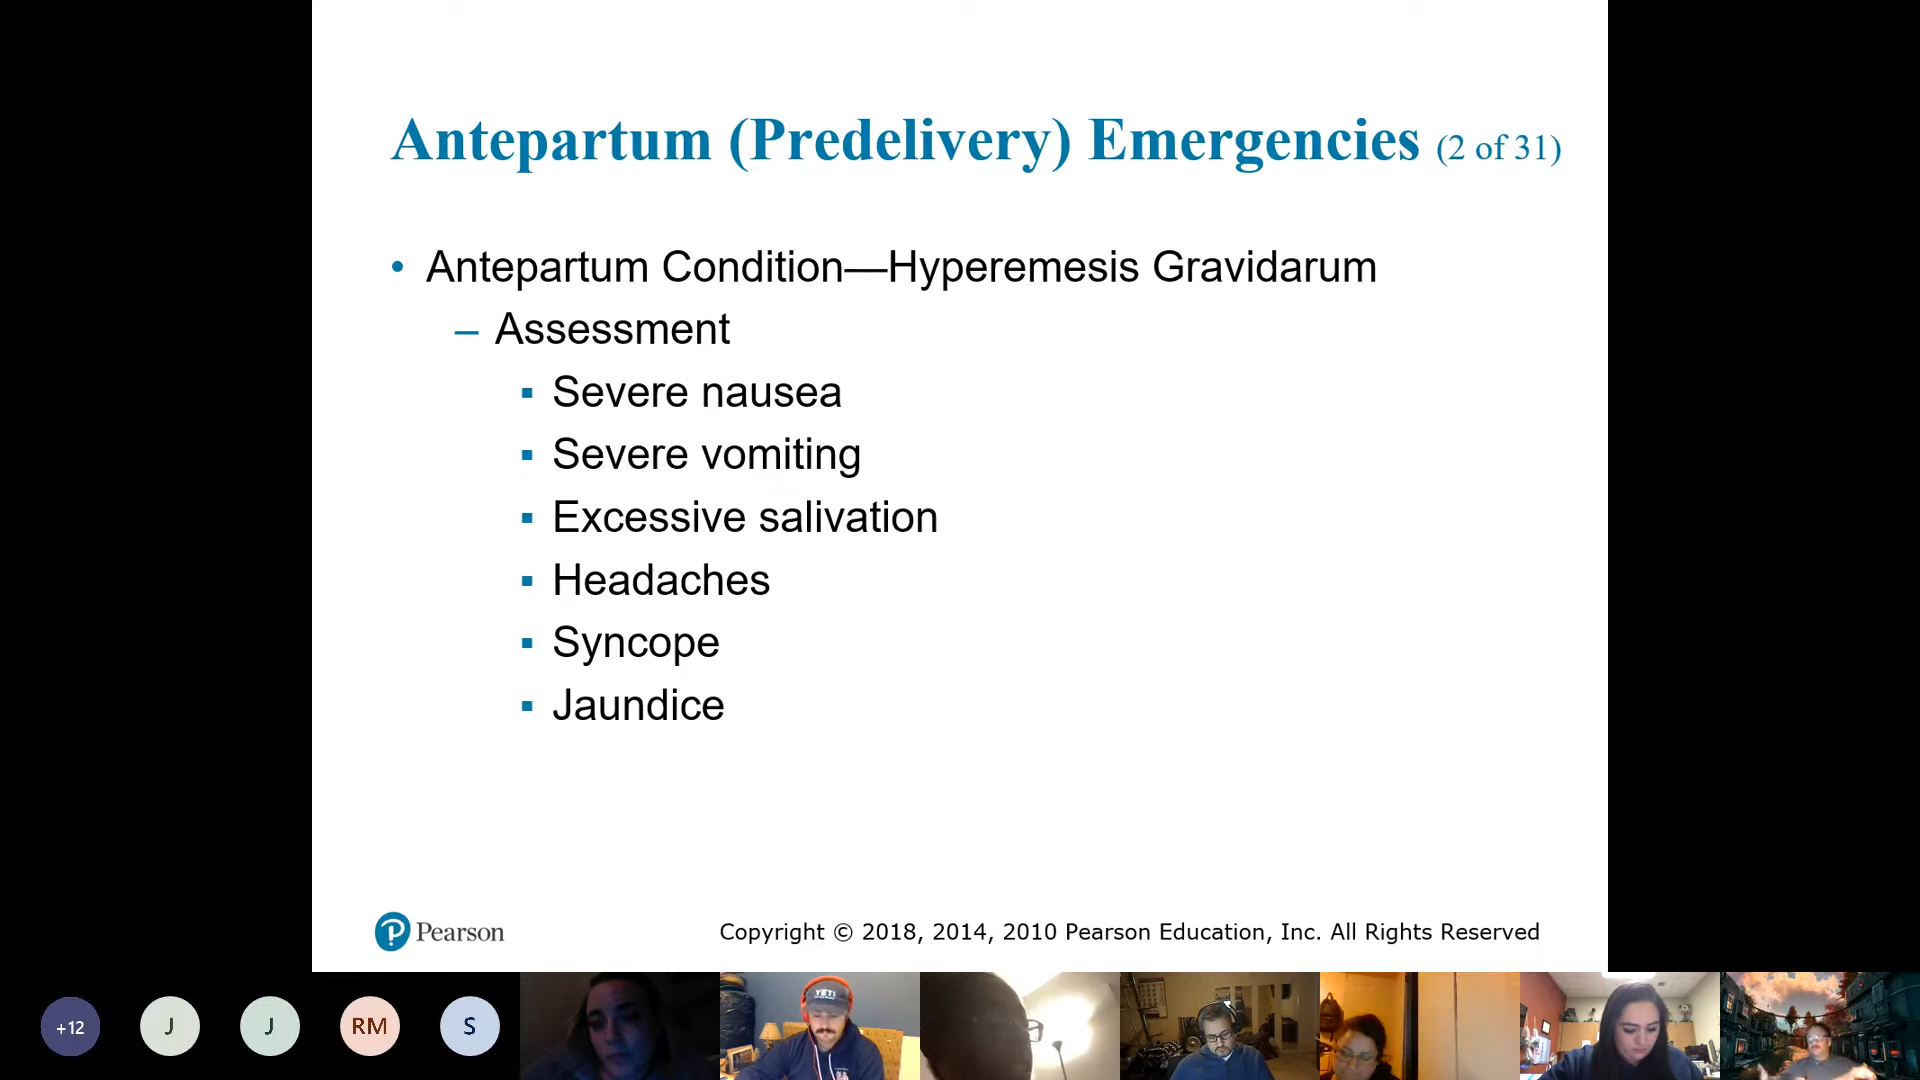 Antepartum (Predelivery) Emergencies (2 of 31)
• Antepartum Condition—Hyperemesis Gravidarum
– Assessment
▪ Severe nausea
▪ Severe vomiting
▪ Excessive salivation
▪ Headaches
▪ Syncope
▪ Jaundice
Pearson
Copyright © 2018, 2014, 2010 Pearson Education, Inc. All Rights Reserved
+12
J
J
RM
S
YETI